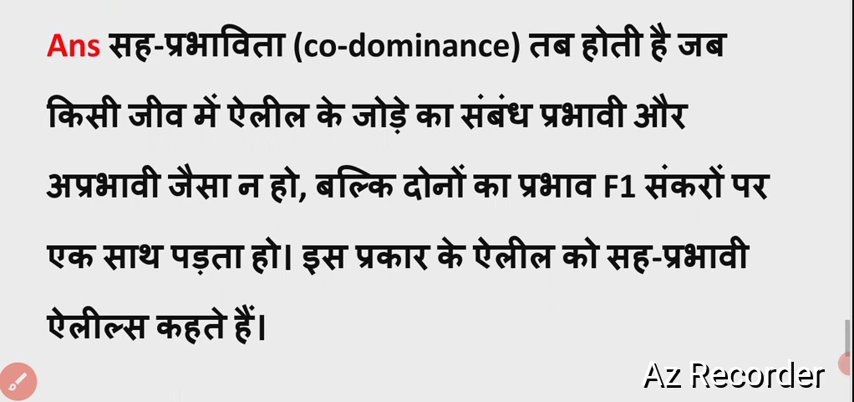 Ans सह-प्रभाविता (co-dominance) तब होती है जब
किसी जीव में ऐलील के जोड़े का संबंध प्रभावी और
अप्रभावी जैसा न हो, बल्कि दोनों का प्रभाव F1 संकरों पर
एक साथ पड़ता हो। इस प्रकार के ऐलील को सह-प्रभावी
ऐलील्स कहते हैं।
Az Recorder